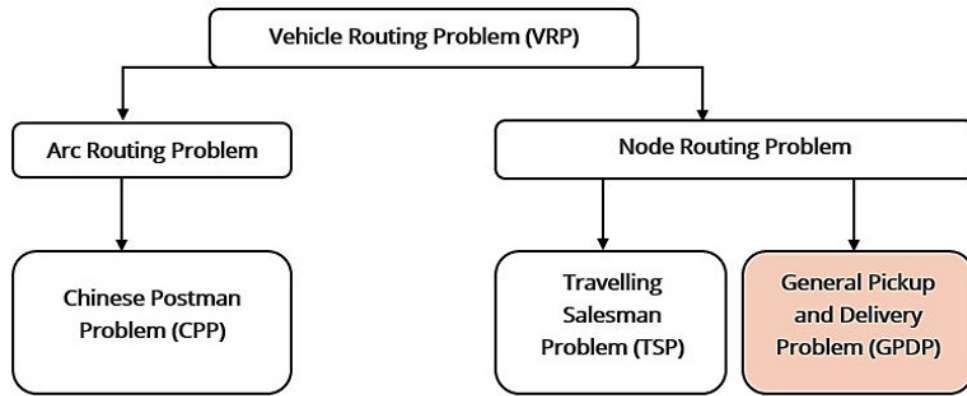 Vehicle Routing Problem (VRP)
Arc Routing Problem
Node Routing Problem
Chinese Postman
Problem (CPP)
Travelling
Salesman
Problem (TSP)
General Pickup
and Delivery
Problem (GPDP)